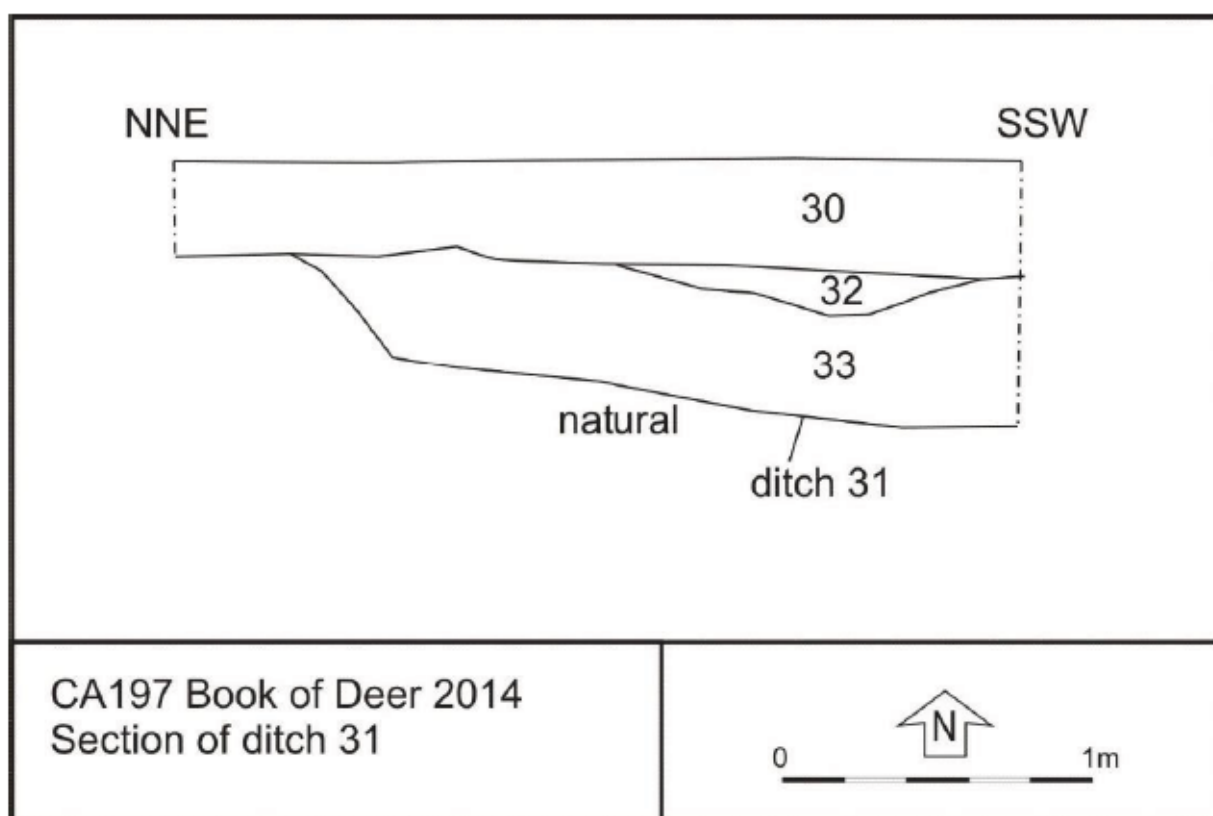 NNE
SSW
30
32
33
natural
ditch 31
CA197 Book of Deer 2014
Section of ditch 31
N
0
1m